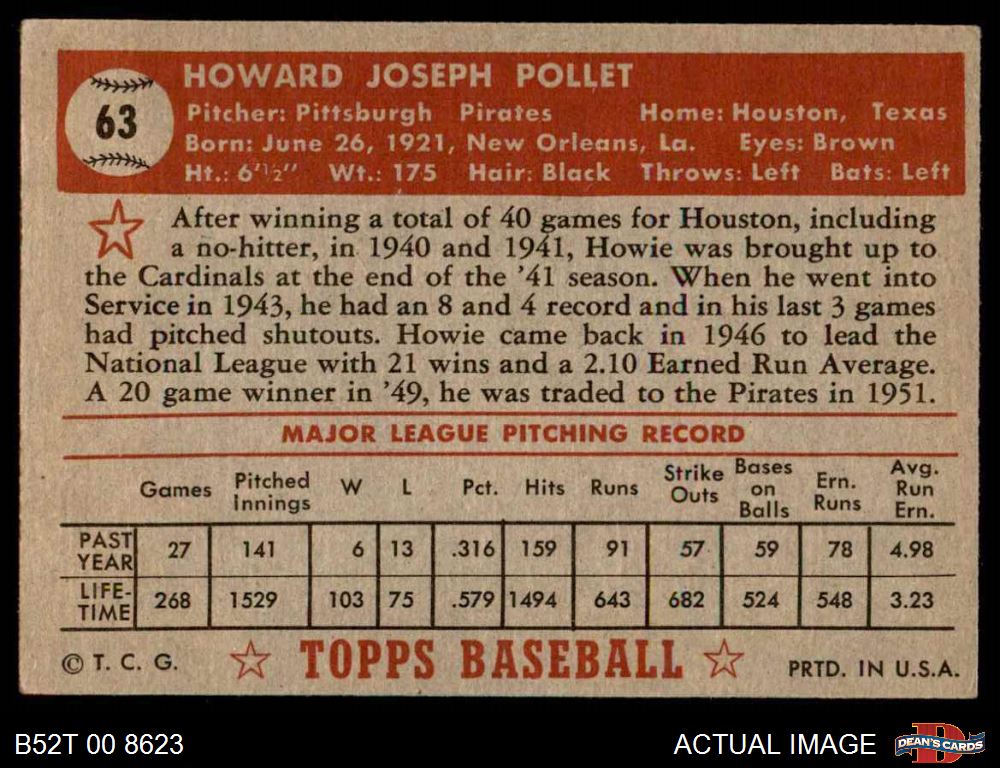 63
HOWARD JOSEPH POLLET
Pitcher: Pittsburgh Pirates Home: Houston, Texas
Born: June 26, 1921, New Orleans, La. Eyes: Brown
Ht.: 6'½" Wt.: 175 Hair: Black Throws: Left Bats: Left
After winning a total of 40 games for Houston, including
a no-hitter, in 1940 and 1941, Howie was brought up to
the Cardinals at the end of the '41 season. When he went into
Service in 1943, he had an 8 and 4 record and in his last 3 games
had pitched shutouts. Howie came back in 1946 to lead the
National League with 21 wins and a 2.10 Earned Run Average.
A 20 game winner in '49, he was traded to the Pirates in 1951.
MAJOR LEAGUE PITCHING RECORD
Games Pitched Innings W L Pct. Hits Runs Strike Outs Bases on Balls Ern. Runs Avg. Run Ern.
PAST YEAR 27 141 6 13 .316 159 91 57 59 78 4.98
LIFE-TIME 268 1529 103 75 .579 1494 643 682 524 548 3.23
© T. C. G. TOPPS BASEBALL PRTD. IN U.S.A.
B52T 00 8623 ACTUAL IMAGE DEAN'S CARDS